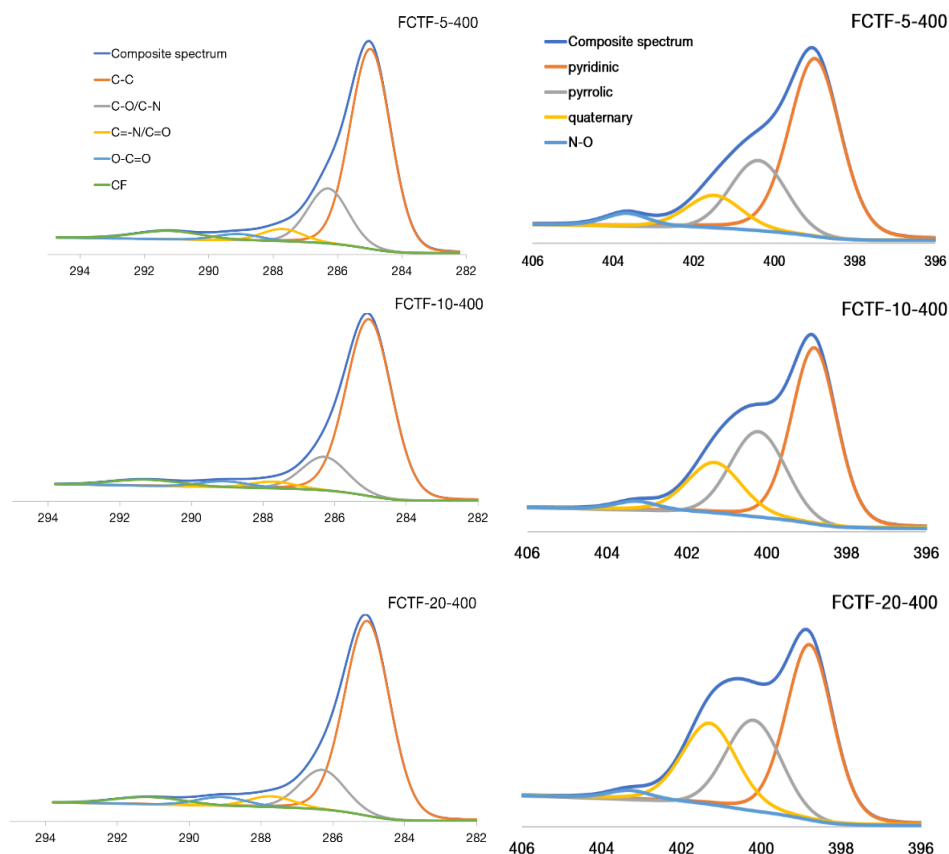 FCTF-5-400
Composite spectrum
C-C
C-O/C-N
C=-N/C=O
O-C=O
CF
294 292 290 288 286 284 282
FCTF-5-400
Composite spectrum
pyridinic
pyrrolic
quaternary
N-O
406 404 402 400 398 396
FCTF-10-400
294 292 290 288 286 284 282
FCTF-10-400
406 404 402 400 398 396
FCTF-20-400
294 292 290 288 286 284 282
FCTF-20-400
406 404 402 400 398 396